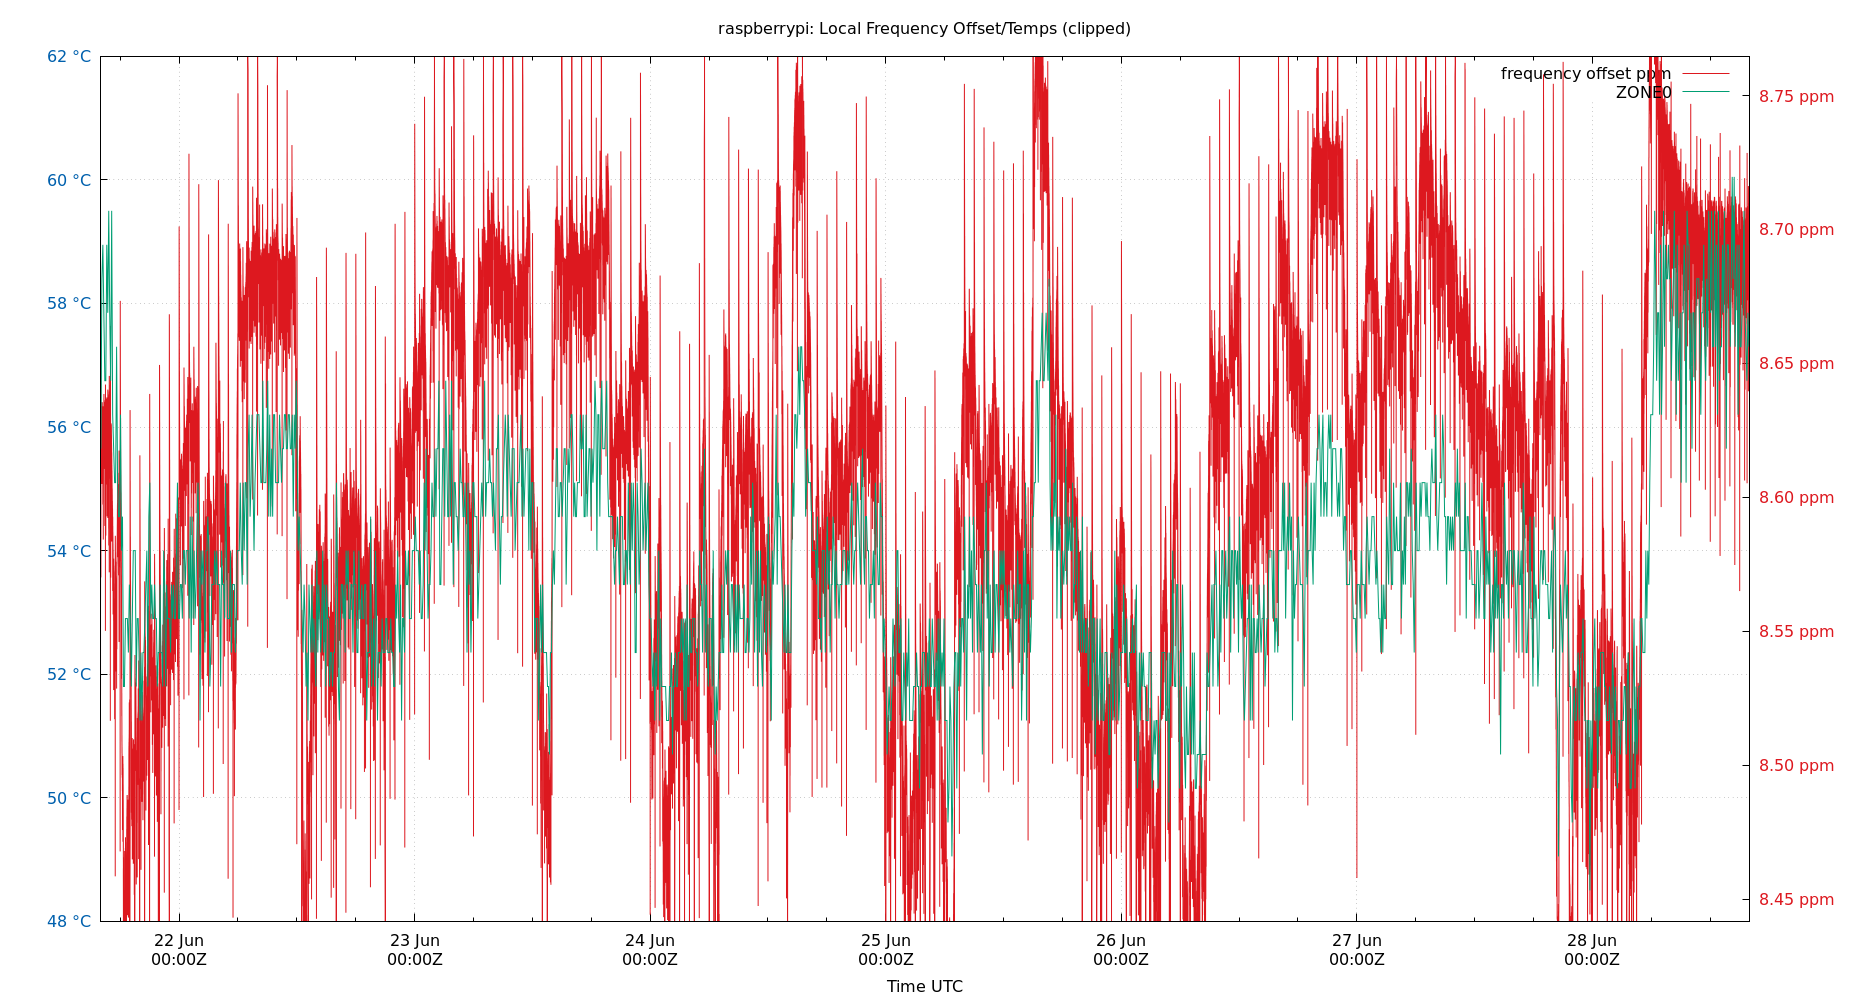 raspberrypi: Local Frequency Offset/Temps (clipped)
62 °C
60 °C
58 °C
56 °C
54 °C
52 °C
50 °C
48 °C
frequency offset ppm
ZONE0
8.75 ppm
8.70 ppm
8.65 ppm
8.60 ppm
8.55 ppm
8.50 ppm
8.45 ppm
22 Jun
00:00Z
23 Jun
00:00Z
24 Jun
00:00Z
25 Jun
00:00Z
26 Jun
00:00Z
27 Jun
00:00Z
28 Jun
00:00Z
Time UTC